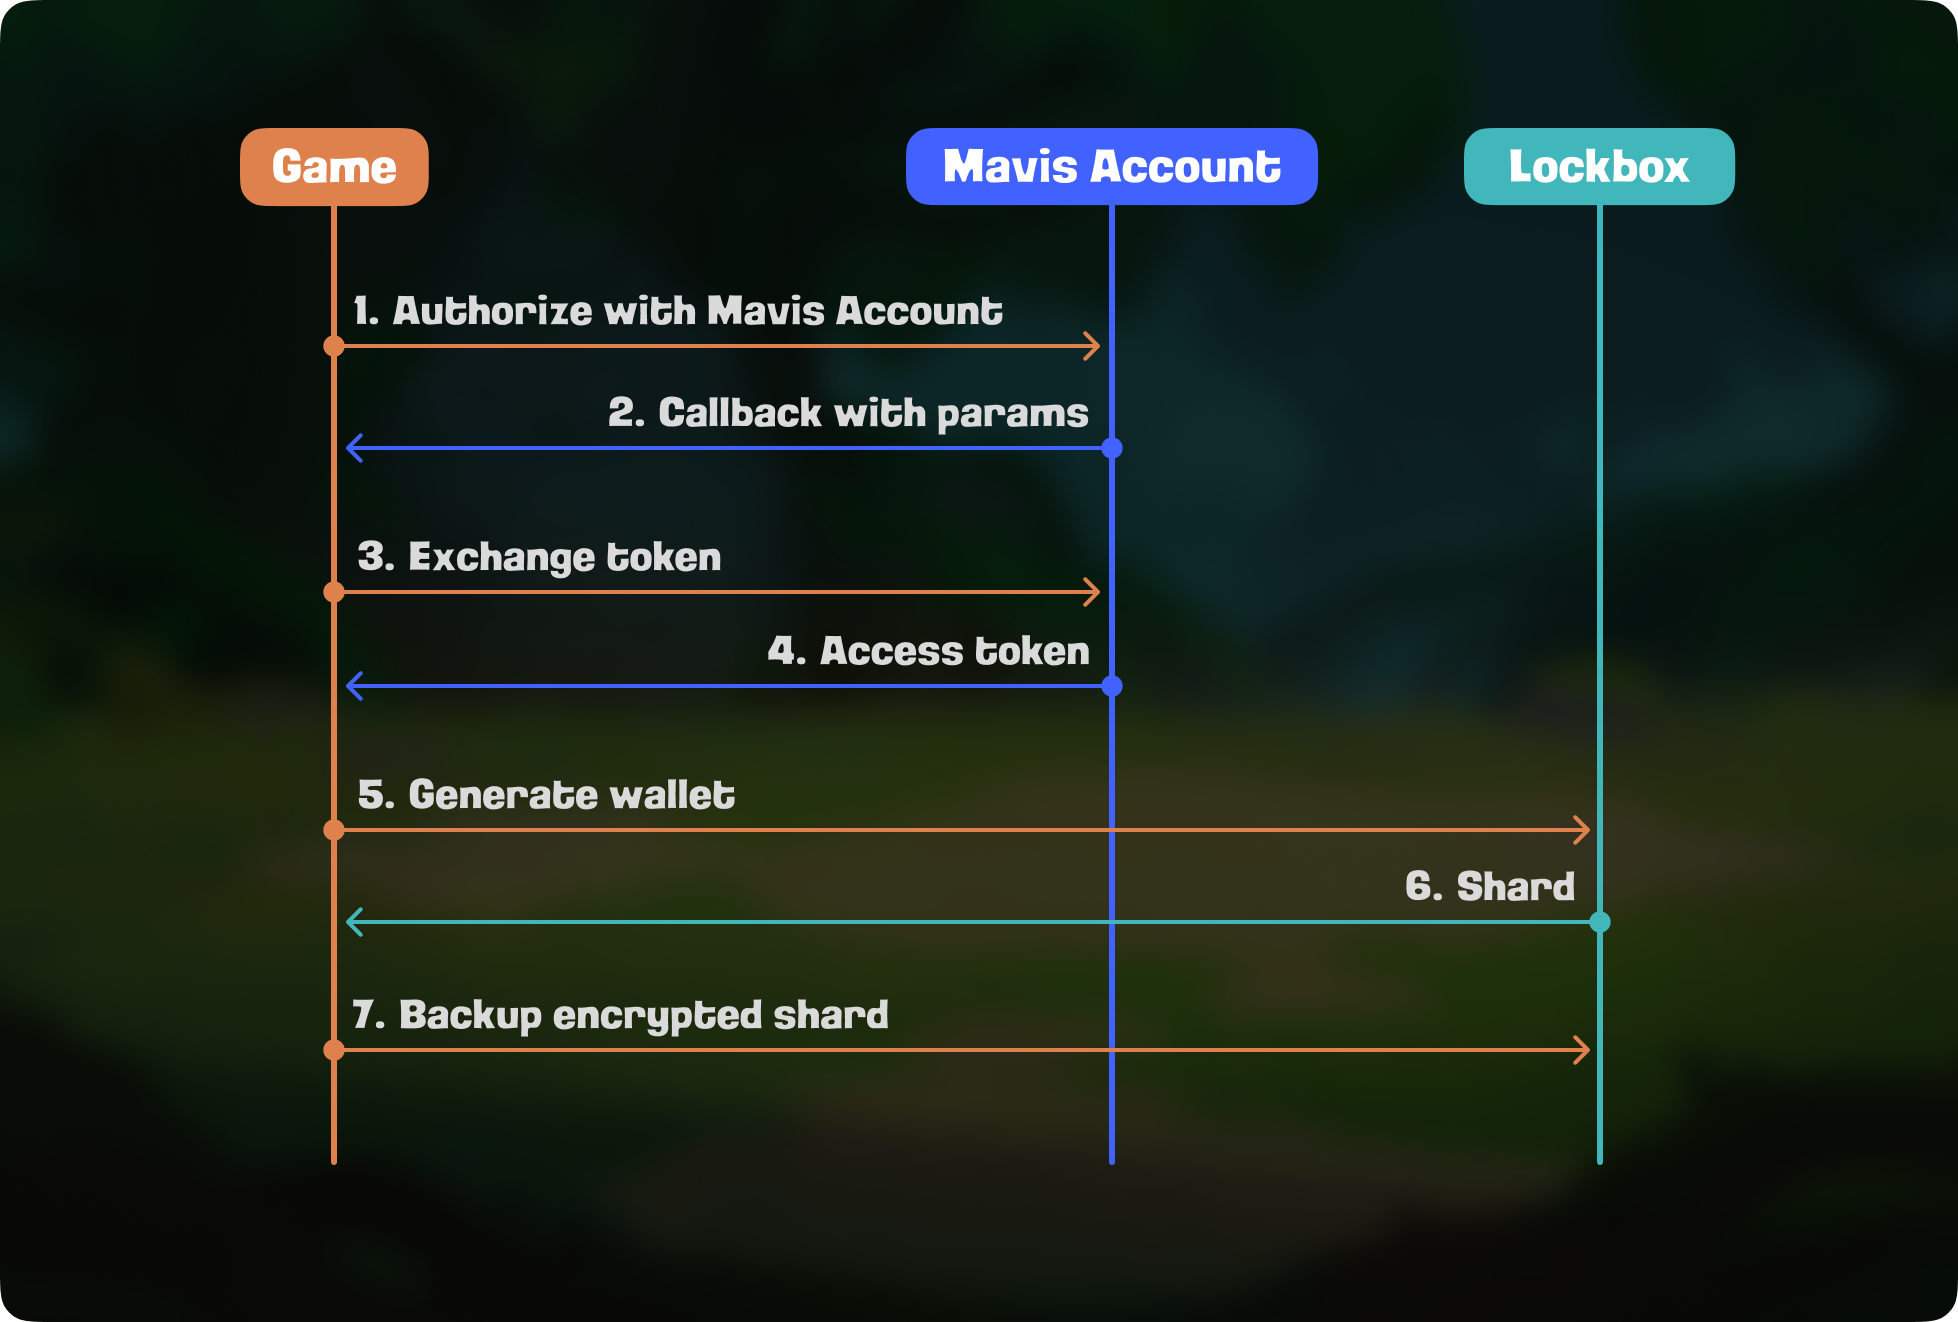 Game
Mavis Account
Lockbox
1. Authorize with Mavis Account
2. Callback with params
3. Exchange token
4. Access token
5. Generate wallet
6. Shard
7. Backup encrypted shard